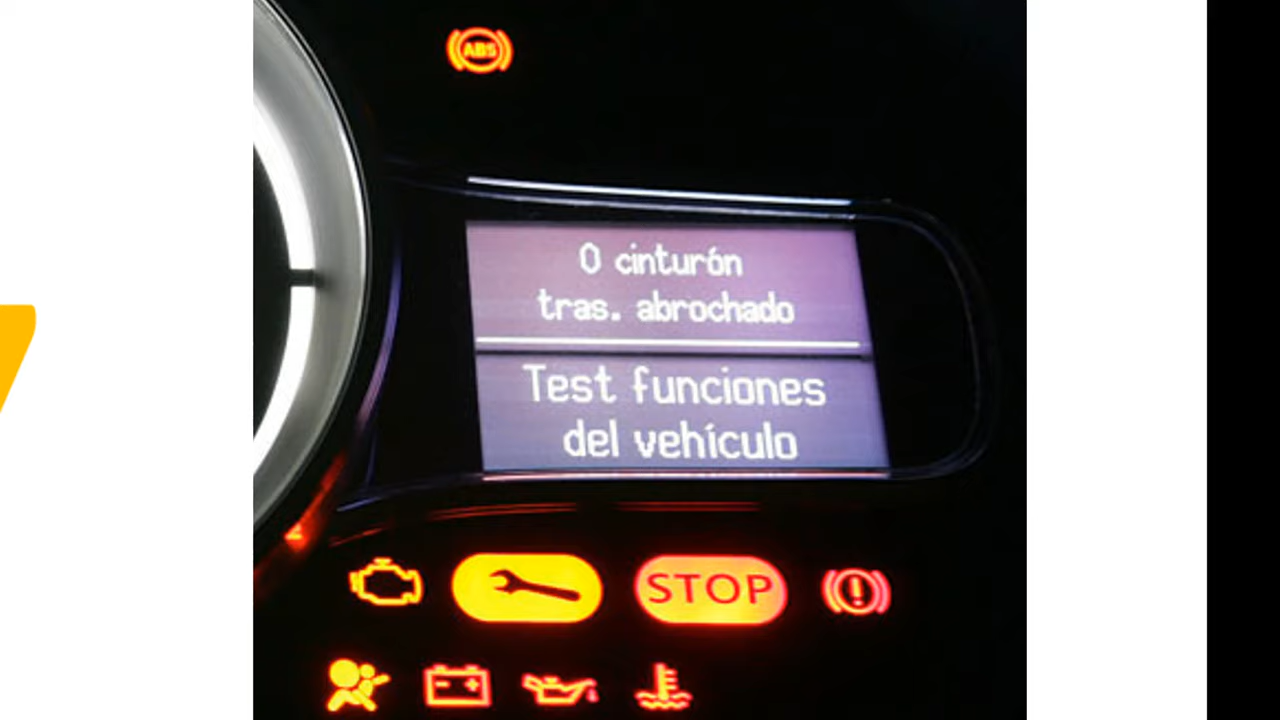 ABS
0 cinturón
tras. abrochado
Test funciones
del vehículo
STOP